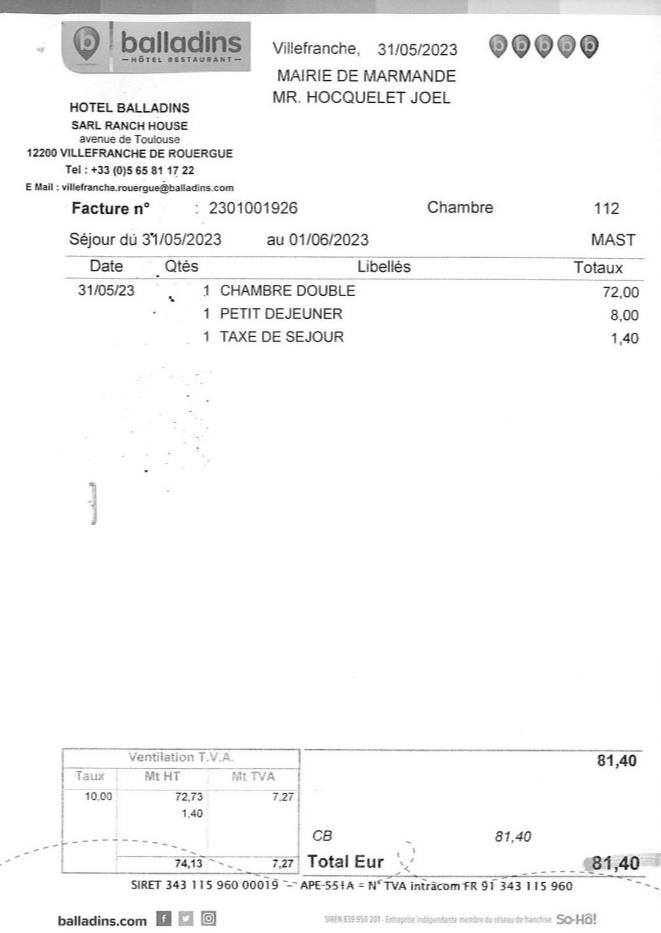 balladins
HÔTEL RESTAURANT
Villefranche, 31/05/2023
MAIRIE DE MARMANDE
MR. HOCQUELET JOEL
HOTEL BALLADINS
SARL RANCH HOUSE
avenue de Toulouse
12200 VILLEFRANCHE DE ROUERGUE
Tel : +33 (0)5 65 81 17 22
E Mail : villefranche.rouergue@balladins.com
Facture n° : 2301001926 Chambre 112
Séjour du 31/05/2023 au 01/06/2023 MAST
Date Qtés Libellés Totaux
31/05/23 1 CHAMBRE DOUBLE 72,00
1 PETIT DEJEUNER 8,00
1 TAXE DE SEJOUR 1,40
Ventilation T.V.A.
81,40
Taux Mt HT Mt TVA
10,00 72,73 7,27
1,40
CB 81,40
74,13 7,27
Total Eur 81,40
SIRET 343 115 960 00019 – APE 551A = N° TVA intracom FR 91 343 115 960
balladins.com
SIREN 839 950 201 - Entreprise indépendante membre du réseau de franchise So-Hô!